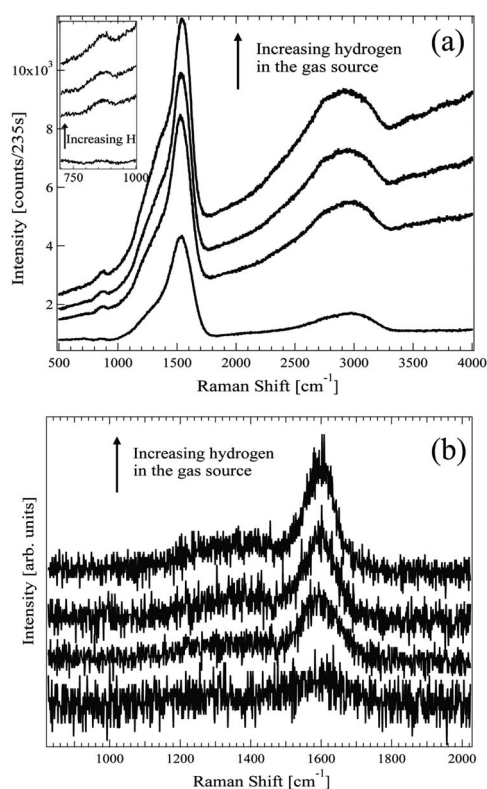 (a)
Increasing hydrogen
in the gas source
Increasing H
750
1000
10x10³
8
6
4
2
Intensity [counts/235s]
500 1000 1500 2000 2500 3000 3500 4000
Raman Shift [cm⁻¹]
(b)
Increasing hydrogen
in the gas source
Intensity [arb. units]
1000 1200 1400 1600 1800 2000
Raman Shift [cm⁻¹]